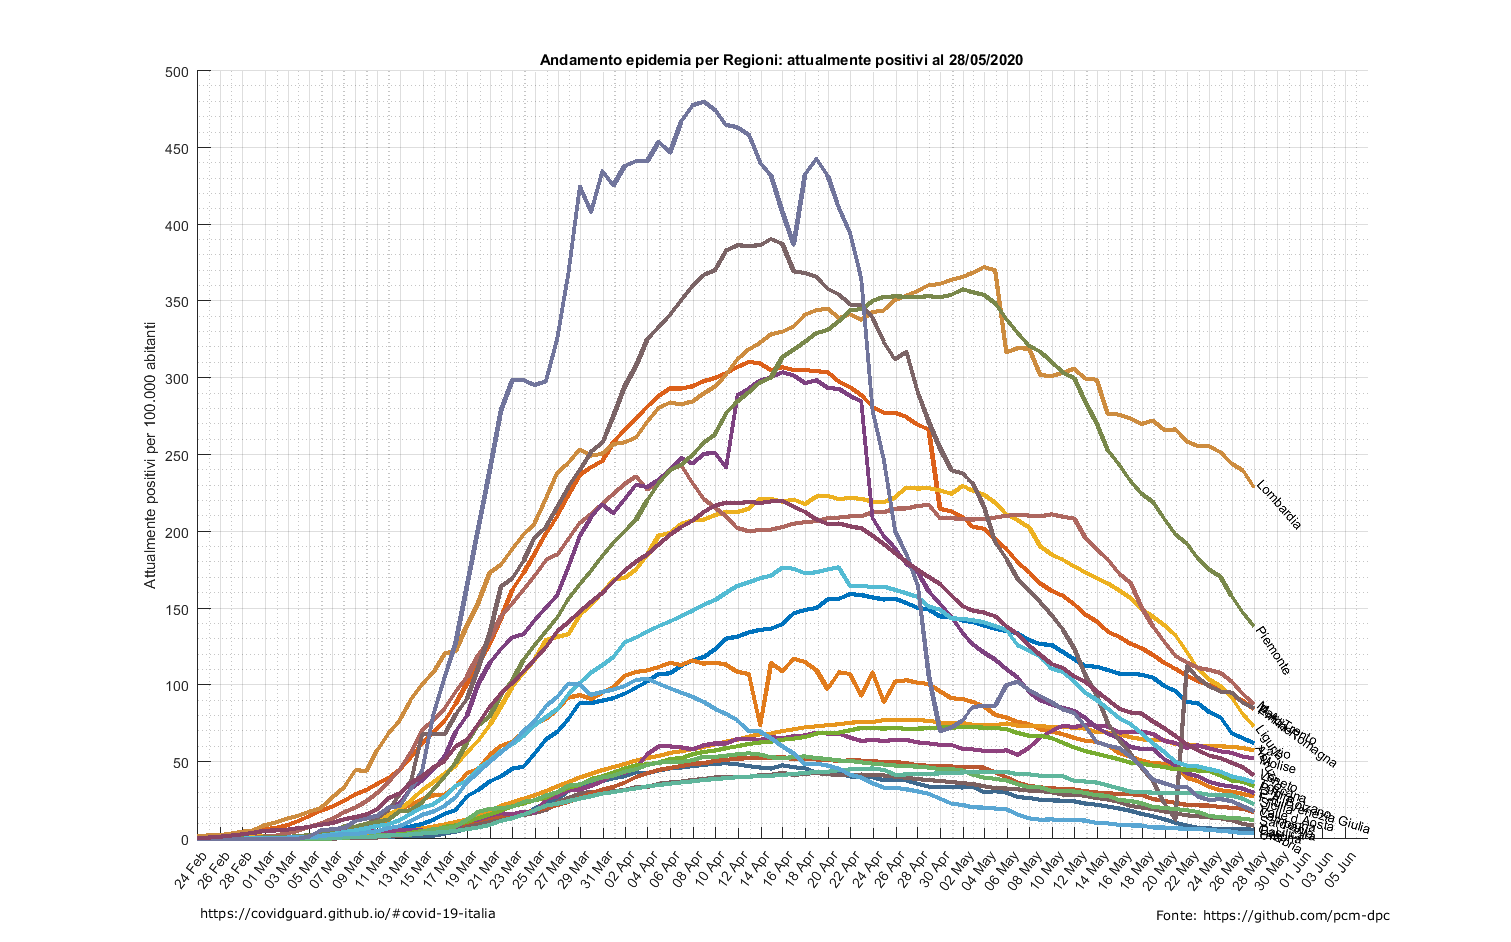 Andamento epidemia per Regioni: attualmente positivi al 28/05/2020
Attualmente positivi per 100.000 abitanti
500
450
400
350
300
250
200
150
100
50
0
Lombardia
Piemonte
Liguria
Molise
Veneto
24 Feb
26 Feb
28 Feb
01 Mar
03 Mar
05 Mar
07 Mar
09 Mar
11 Mar
13 Mar
15 Mar
17 Mar
19 Mar
21 Mar
23 Mar
25 Mar
27 Mar
29 Mar
31 Mar
02 Apr
04 Apr
06 Apr
08 Apr
10 Apr
12 Apr
14 Apr
16 Apr
18 Apr
20 Apr
22 Apr
24 Apr
26 Apr
28 Apr
30 Apr
02 May
04 May
06 May
08 May
10 May
12 May
14 May
16 May
18 May
20 May
22 May
24 May
26 May
28 May
30 May
01 Jun
03 Jun
05 Jun
https://covidguard.github.io/#covid-19-italia
Fonte: https://github.com/pcm-dpc